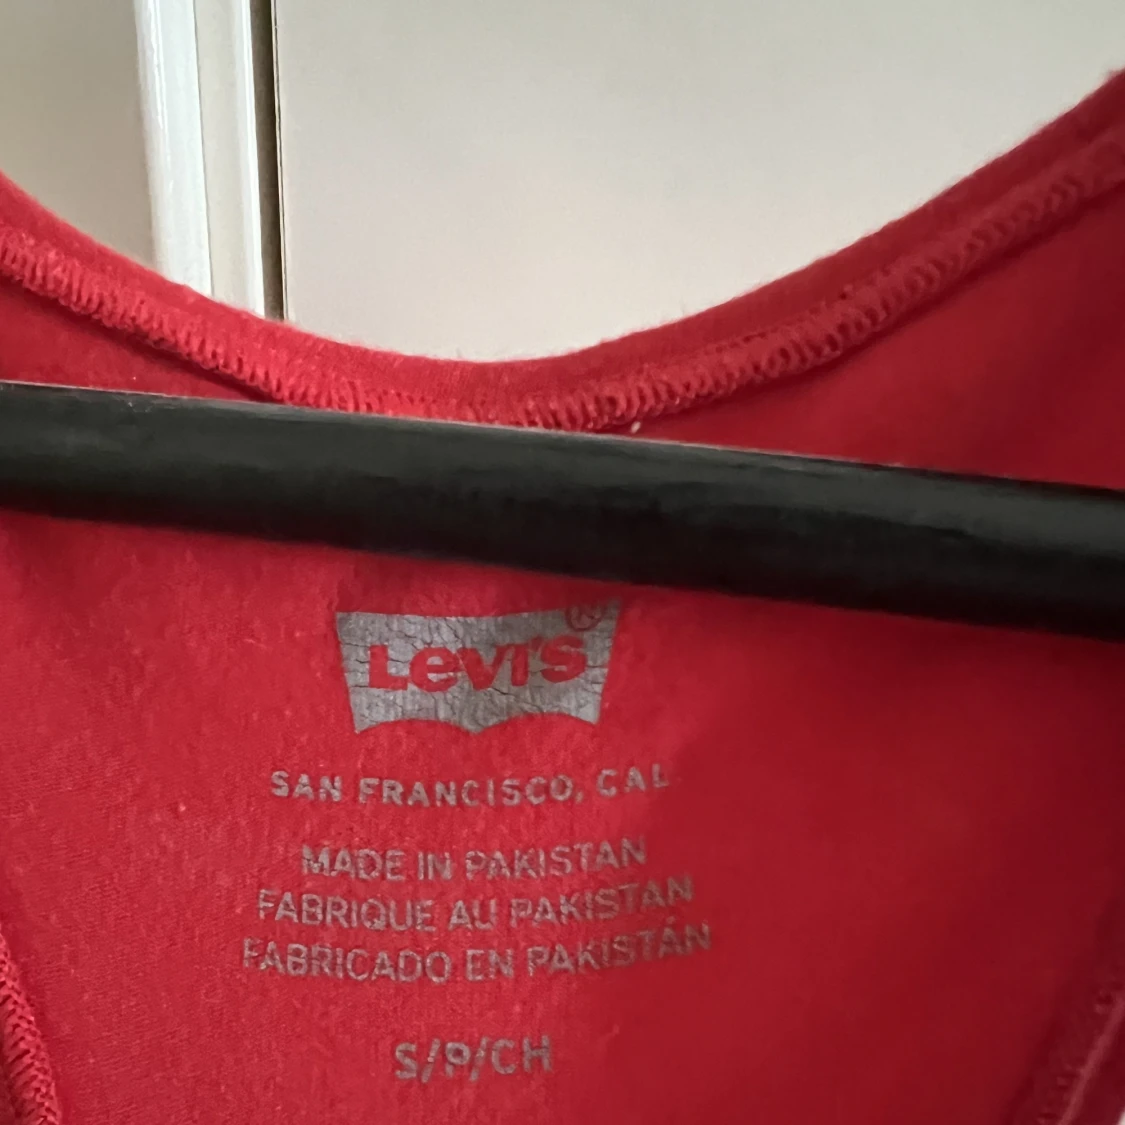 Levi's®
SAN FRANCISCO, CAL
MADE IN PAKISTAN
FABRIQUE AU PAKISTAN
FABRICADO EN PAKISTÁN
S/P/CH